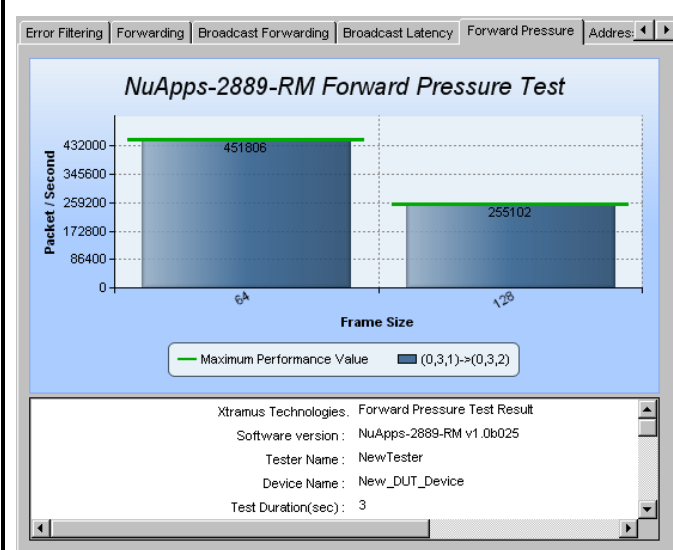 Error Filtering Forwarding Broadcast Forwarding Broadcast Latency Forward Pressure Addres
NuApps-2889-RM Forward Pressure Test
Packet / Second
432000
345600
259200
172800
86400
0
451806
255102
64
128
Frame Size
Maximum Performance Value (0,3,1)->(0,3,2)
Xtramus Technologies. Forward Pressure Test Result
Software version : NuApps-2889-RM v1.0b025
Tester Name : NewTester
Device Name : New_DUT_Device
Test Duration(sec) : 3